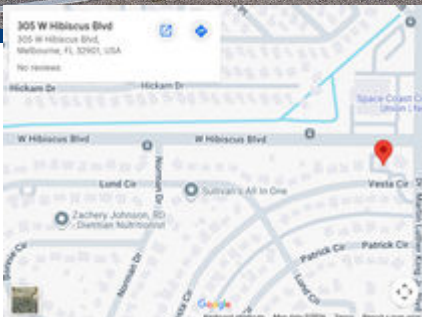 305 W Hibiscus Blvd
305 W Hibiscus Blvd,
Melbourne, FL 32901, USA
No reviews
Hickam Dr
Hickam Dr
Space Coast C
Union | N
W Hibiscus Blvd
W Hibiscus Blvd
Lund Cir
Norman Dr
Sullivan's All In One
Vesta Cir
Zachery Johnson, RD
- Dietitian Nutritionist
Patrick Cir
Patrick Cir
Norman Dr
Lund Cir
Google